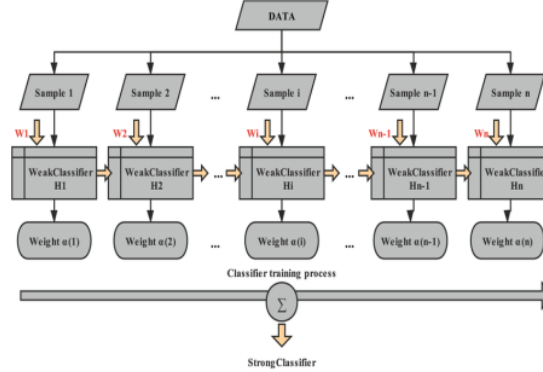 DATA
Sample 1
Sample 2
...
Sample i
...
Sample n-1
Sample n
W1
W2
Wi
Wn-1
Wn
WeakClassifier
H1
WeakClassifier
H2
...
WeakClassifier
Hi
...
WeakClassifier
Hn-1
WeakClassifie
Hn
Weight α(1)
Weight α(2)
...
Weight α(i)
...
Weight α(n-1)
Weight α(n)
Classifier training process
Σ
StrongClassifier